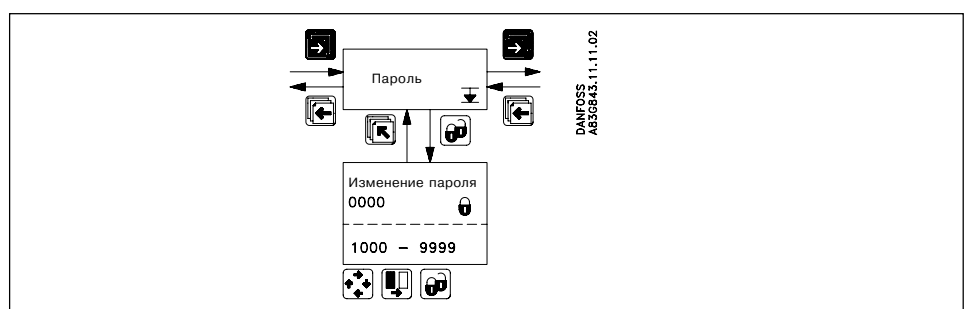 Пароль
DANFOSS
A83G843.11.11.02
Изменение пароля
0000
1000 – 9999